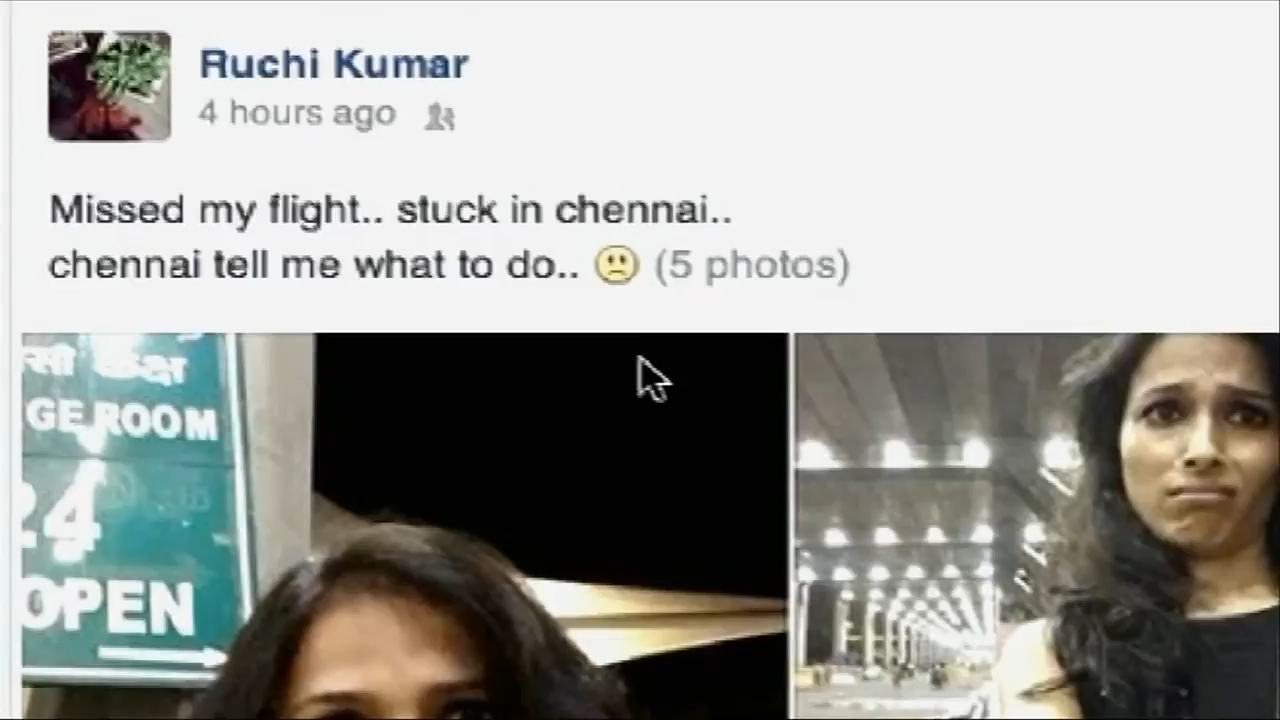 Ruchi Kumar
4 hours ago
Missed my flight.. stuck in chennai..
chennai tell me what to do.. 🙁 (5 photos)
कक्ष
GE ROOM
24
OPEN